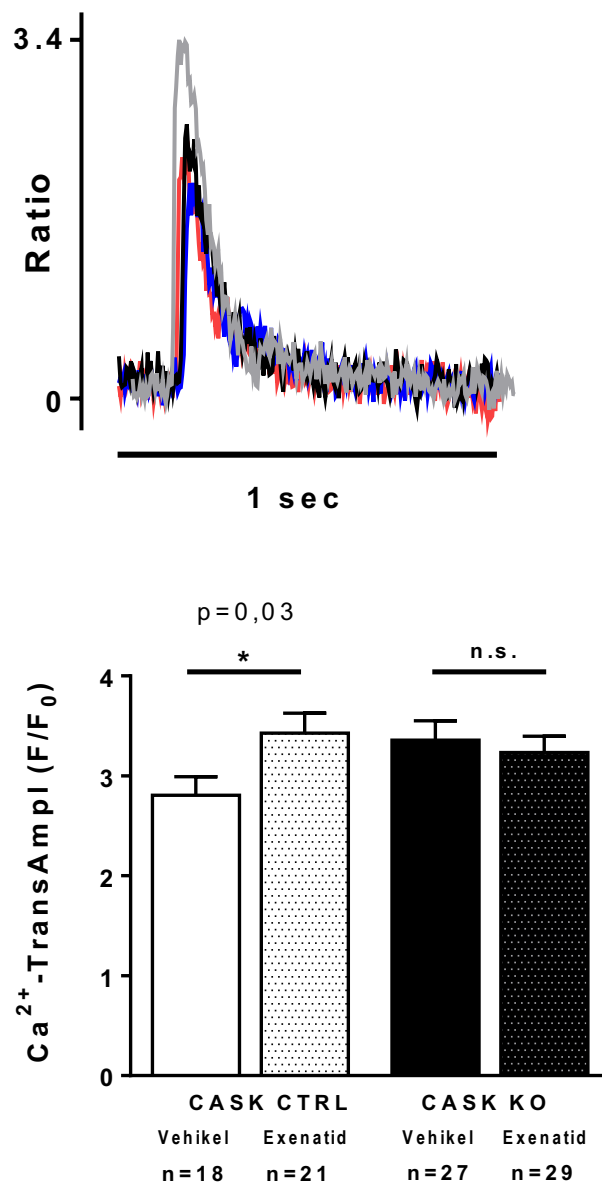 3.4
Ratio
0
1 sec
p=0,03
*
n.s.
Ca²⁺-TransAmpl (F/F₀)
4
3
2
1
0
CASK CTRL CASK KO
Vehikel Exenatid Vehikel Exenatid
n=18 n=21 n=27 n=29